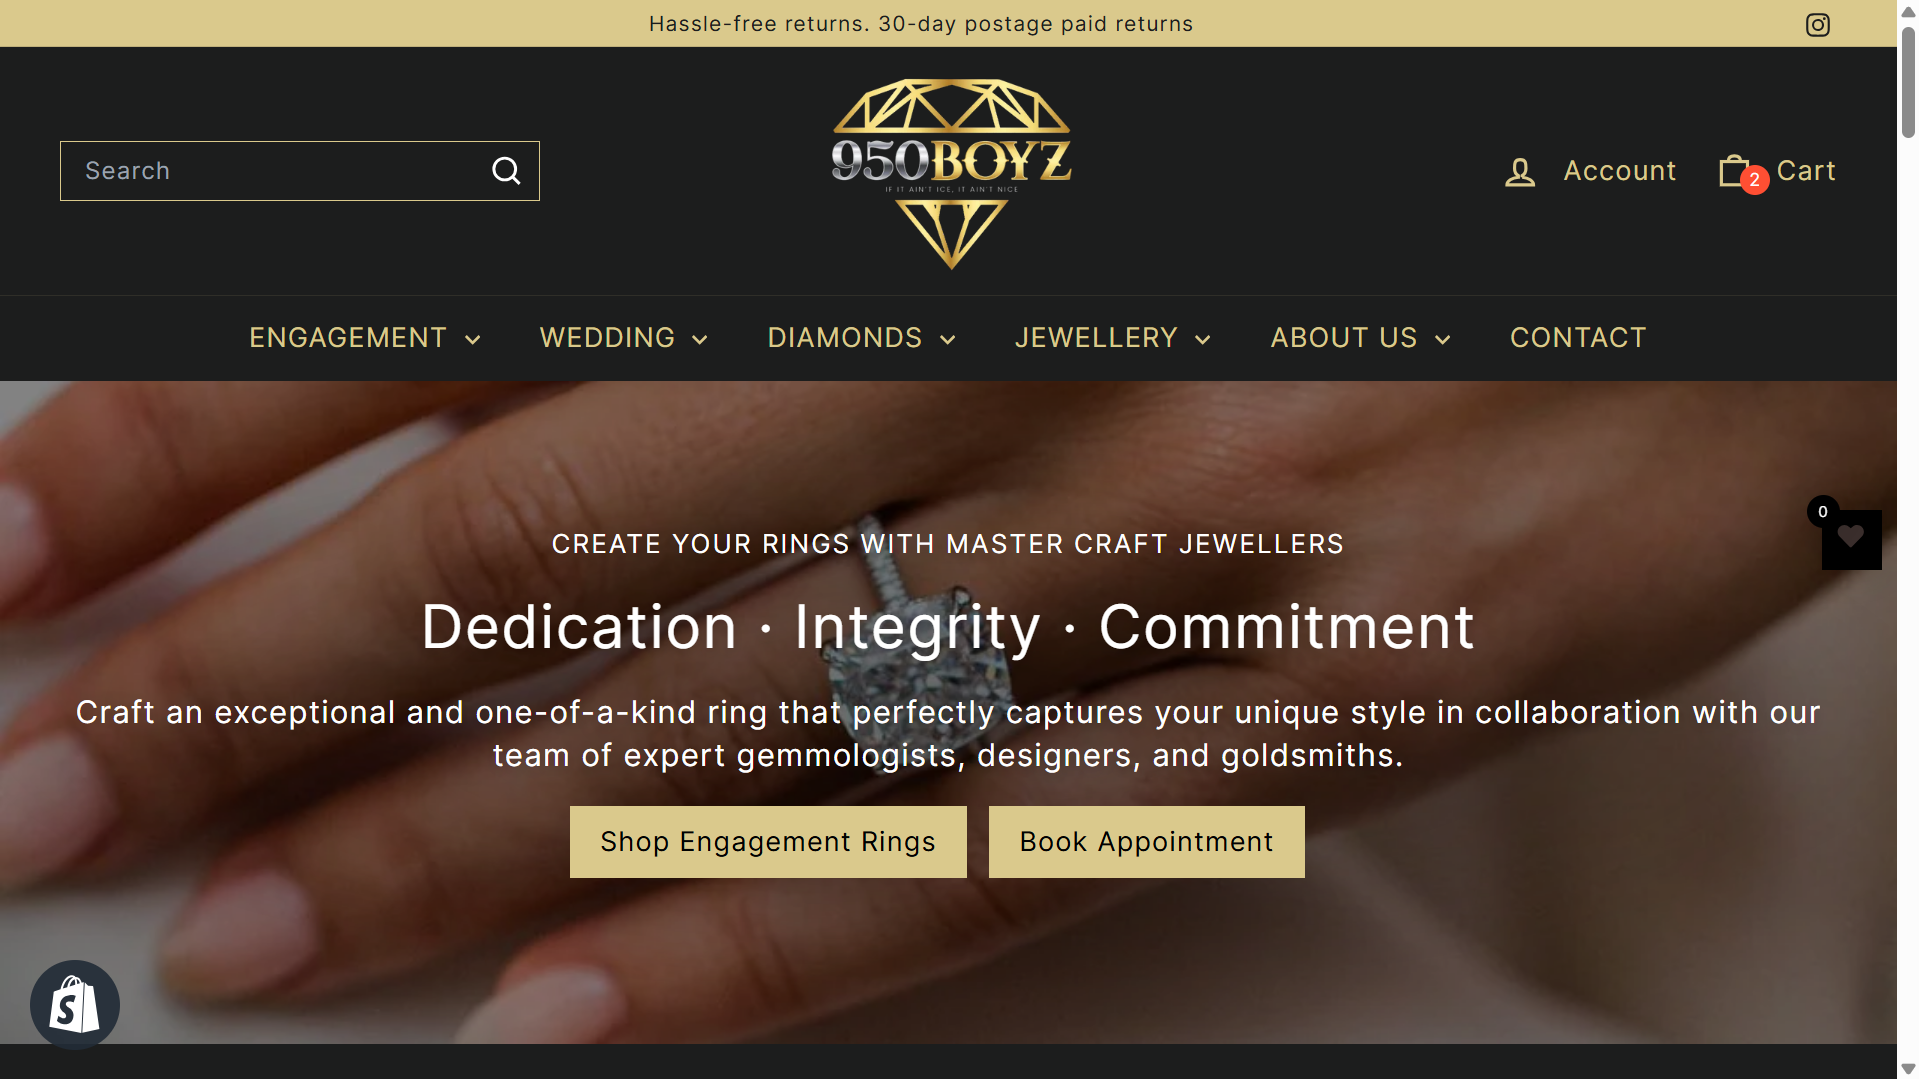 Hassle-free returns. 30-day postage paid returns
Search
950BOYZ
IF IT AIN'T ICE, IT AIN'T NICE
Account
2
Cart
ENGAGEMENT
WEDDING
DIAMONDS
JEWELLERY
ABOUT US
CONTACT
0
CREATE YOUR RINGS WITH MASTER CRAFT JEWELLERS
Dedication · Integrity · Commitment
Craft an exceptional and one-of-a-kind ring that perfectly captures your unique style in collaboration with our
team of expert gemmologists, designers, and goldsmiths.
Shop Engagement Rings
Book Appointment
S